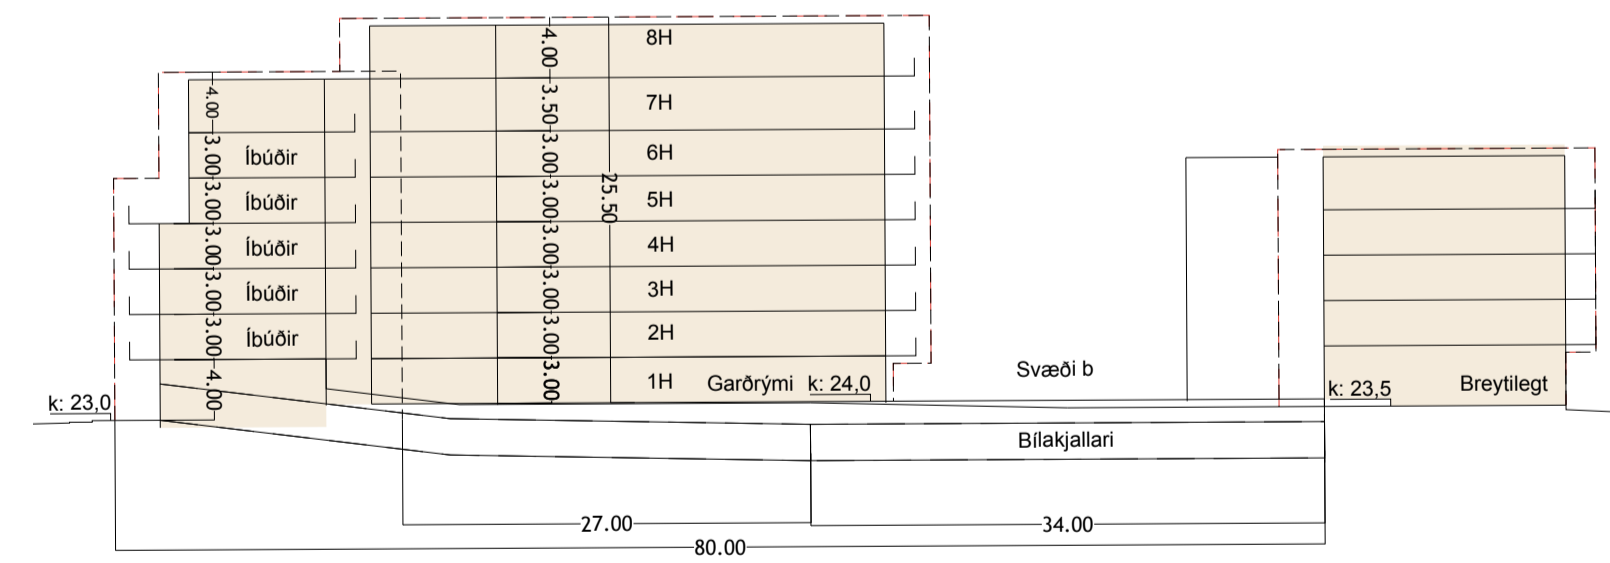 4.00
3.00
3.00
3.00
3.00
3.00
4.00
Íbúðir
Íbúðir
Íbúðir
Íbúðir
Íbúðir
k: 23,0
4.00
3.50
3.00
3.00
3.00
3.00
3.00
3.00
25.50
8H
7H
6H
5H
4H
3H
2H
1H
Garðrými k: 24,0
Svæði b
k: 23,5
Breytilegt
Bílakjallari
27.00
34.00
80.00